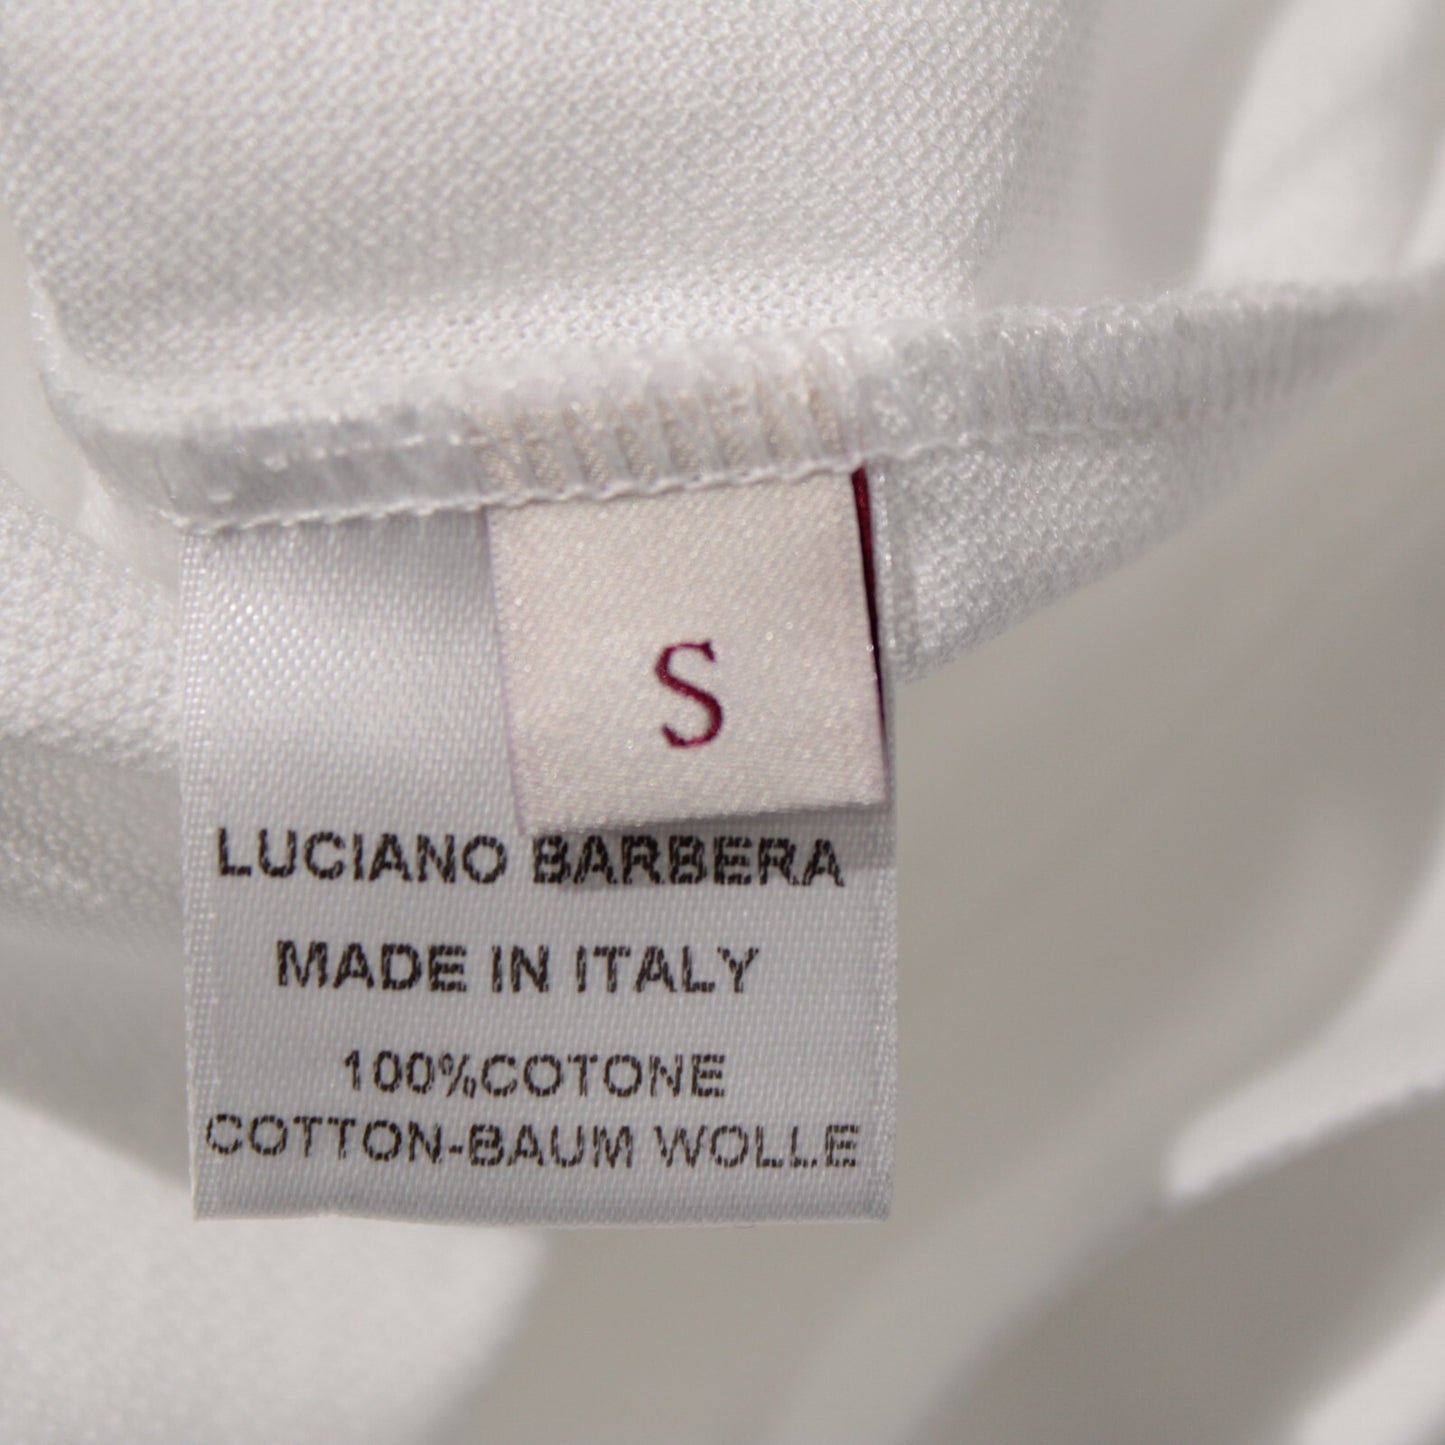 S
LUCIANO BARBERA
MADE IN ITALY
100%COTONE
COTTON-BAUM WOLLE